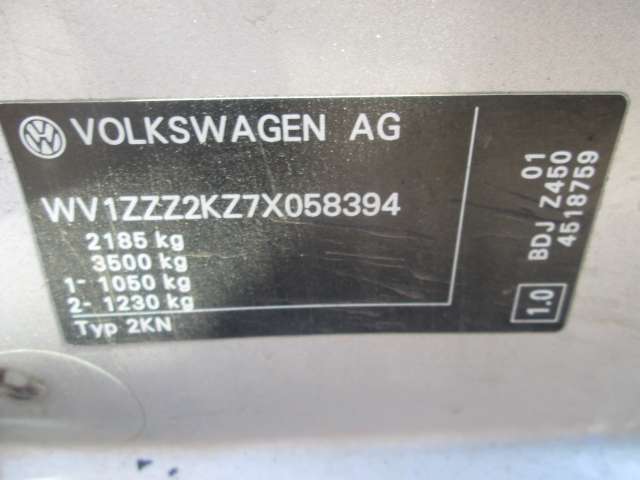 VOLKSWAGEN AG
WV1ZZZ2KZ7X058394
2185 kg
3500 kg
1- 1050 kg
2- 1230 kg
Typ 2KN
01
BDJ Z450
4518759
1.0